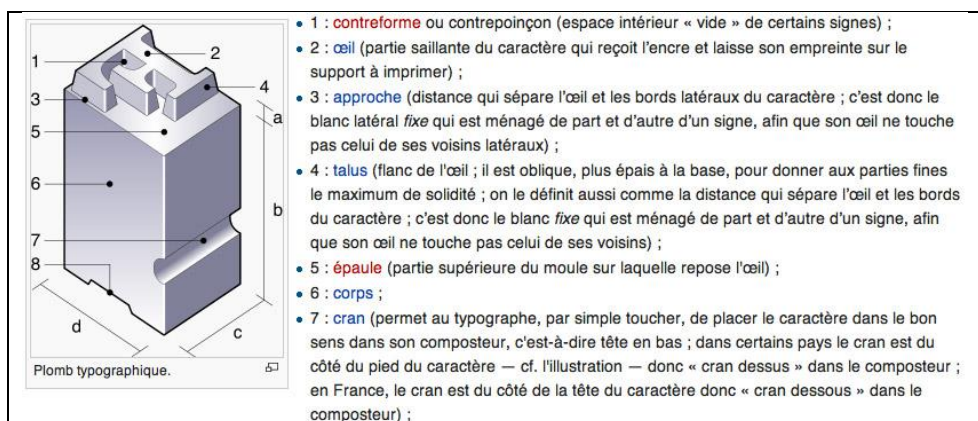 1
2
3
4
5
a
6
b
7
8
d
c
Plomb typographique.
• 1 : contreforme ou contrepoinçon (espace intérieur « vide » de certains signes) ;
• 2 : œil (partie saillante du caractère qui reçoit l'encre et laisse son empreinte sur le
support à imprimer) ;
• 3 : approche (distance qui sépare l'œil et les bords latéraux du caractère ; c'est donc le
blanc latéral fixe qui est ménagé de part et d'autre d'un signe, afin que son œil ne touche
pas celui de ses voisins latéraux) ;
• 4 : talus (flanc de l'œil ; il est oblique, plus épais à la base, pour donner aux parties fines
le maximum de solidité ; on le définit aussi comme la distance qui sépare l'œil et les bords
du caractère ; c'est donc le blanc fixe qui est ménagé de part et d'autre d'un signe, afin
que son œil ne touche pas celui de ses voisins) ;
• 5 : épaule (partie supérieure du moule sur laquelle repose l'œil) ;
• 6 : corps ;
• 7 : cran (permet au typographe, par simple toucher, de placer le caractère dans le bon
sens dans son composteur, c'est-à-dire tête en bas ; dans certains pays le cran est du
côté du pied du caractère — cf. l'illustration — donc « cran dessus » dans le composteur ;
en France, le cran est du côté de la tête du caractère donc « cran dessous » dans le
composteur) ;